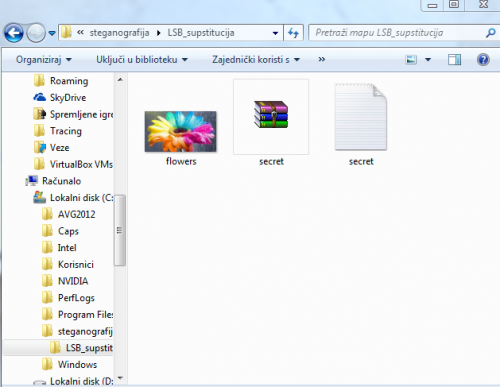 « steganografija ▸ LSB_supstitucija
Pretraži mapu LSB_supstitucija
Organiziraj
Uključi u biblioteku
Zajednički koristi s
»
Roaming
SkyDrive
Spremljene igre
Tracing
Veze
VirtualBox VMs
Računalo
Lokalni disk (C:
AVG2012
Caps
Intel
Korisnici
NVIDIA
PerfLogs
Program Files
steganografij
LSB_supstit
Windows
Lokalni disk (D:
flowers
secret
secret